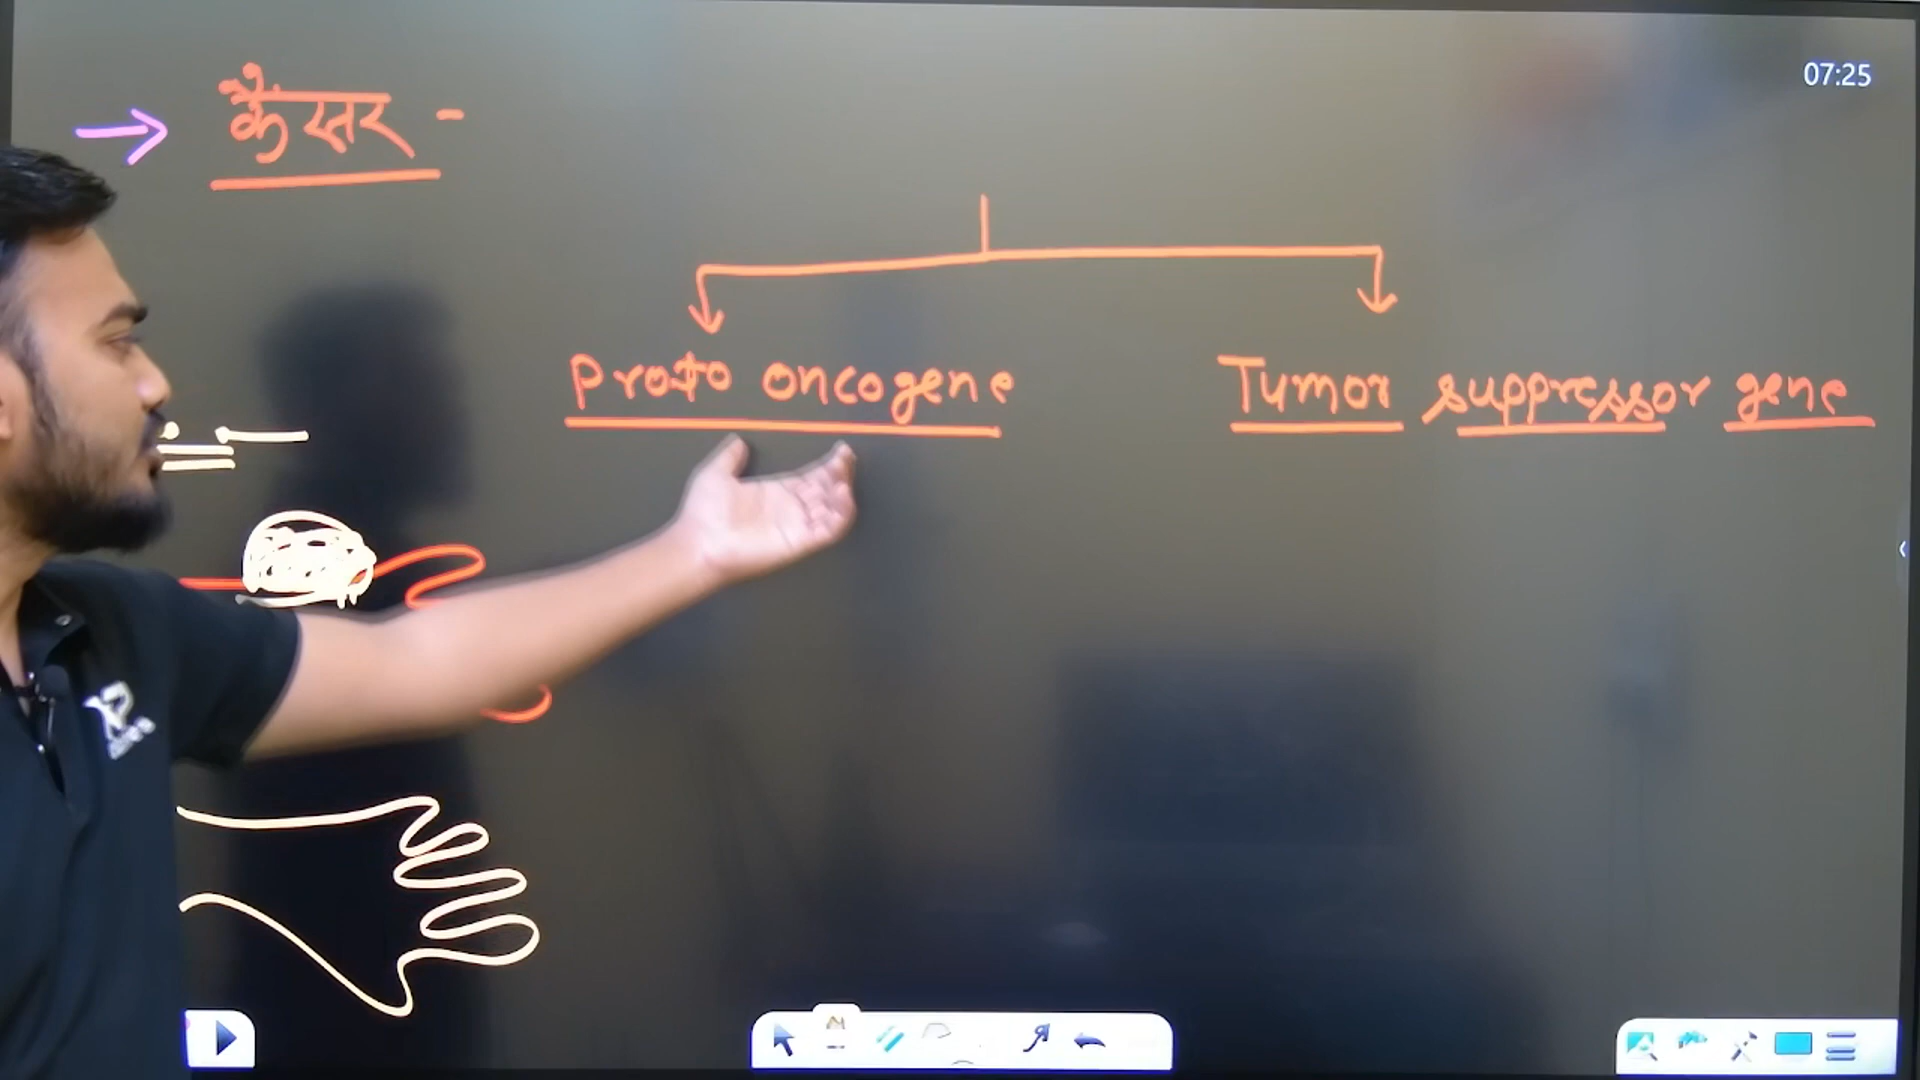 → कैन्सर -
07:25
Proto oncogene
Tumor suppressor gene